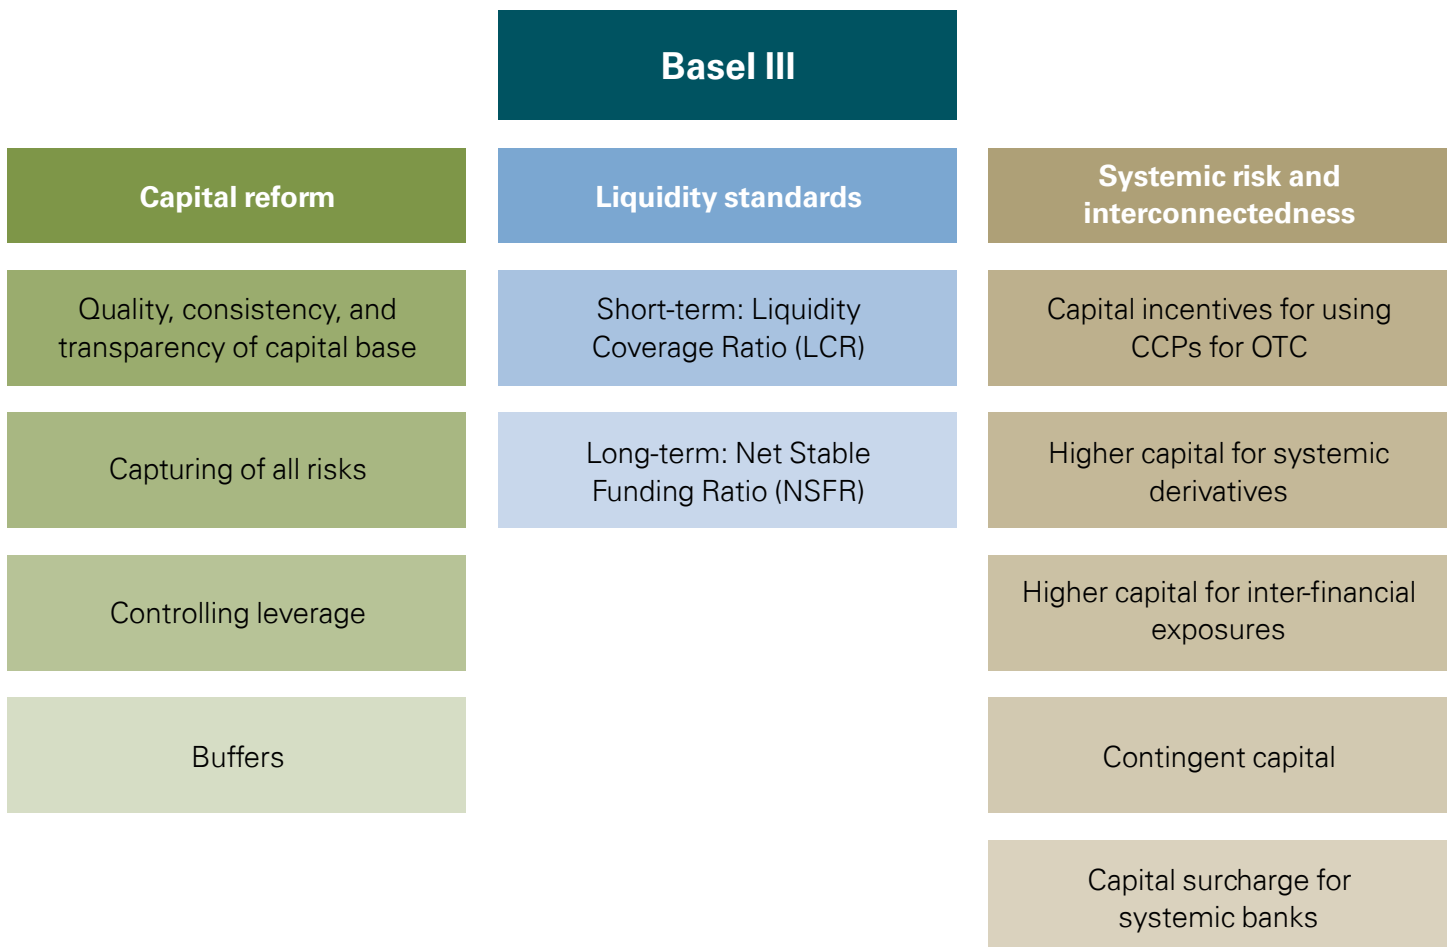 Basel III
Capital reform
Quality, consistency, and
transparency of capital base
Capturing of all risks
Controlling leverage
Buffers
Liquidity standards
Short-term: Liquidity
Coverage Ratio (LCR)
Long-term: Net Stable
Funding Ratio (NSFR)
Systemic risk and
interconnectedness
Capital incentives for using
CCPs for OTC
Higher capital for systemic
derivatives
Higher capital for inter-financial
exposures
Contingent capital
Capital surcharge for
systemic banks